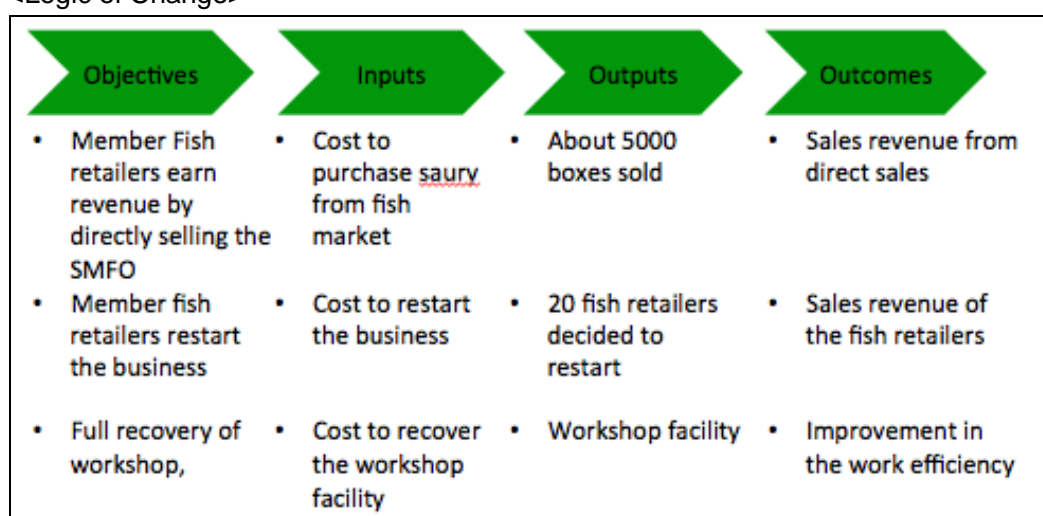 <Logic of Change>
Objectives
Inputs
Outputs
Outcomes
• Member Fish
retailers earn
revenue by
directly selling the
SMFO
• Cost to
purchase saury
from fish
market
• About 5000
boxes sold
• Sales revenue from
direct sales
• Member fish
retailers restart
the business
• Cost to restart
the business
• 20 fish retailers
decided to
restart
• Sales revenue of
the fish retailers
• Full recovery of
workshop,
• Cost to recover
the workshop
facility
• Workshop facility
• Improvement in
the work efficiency